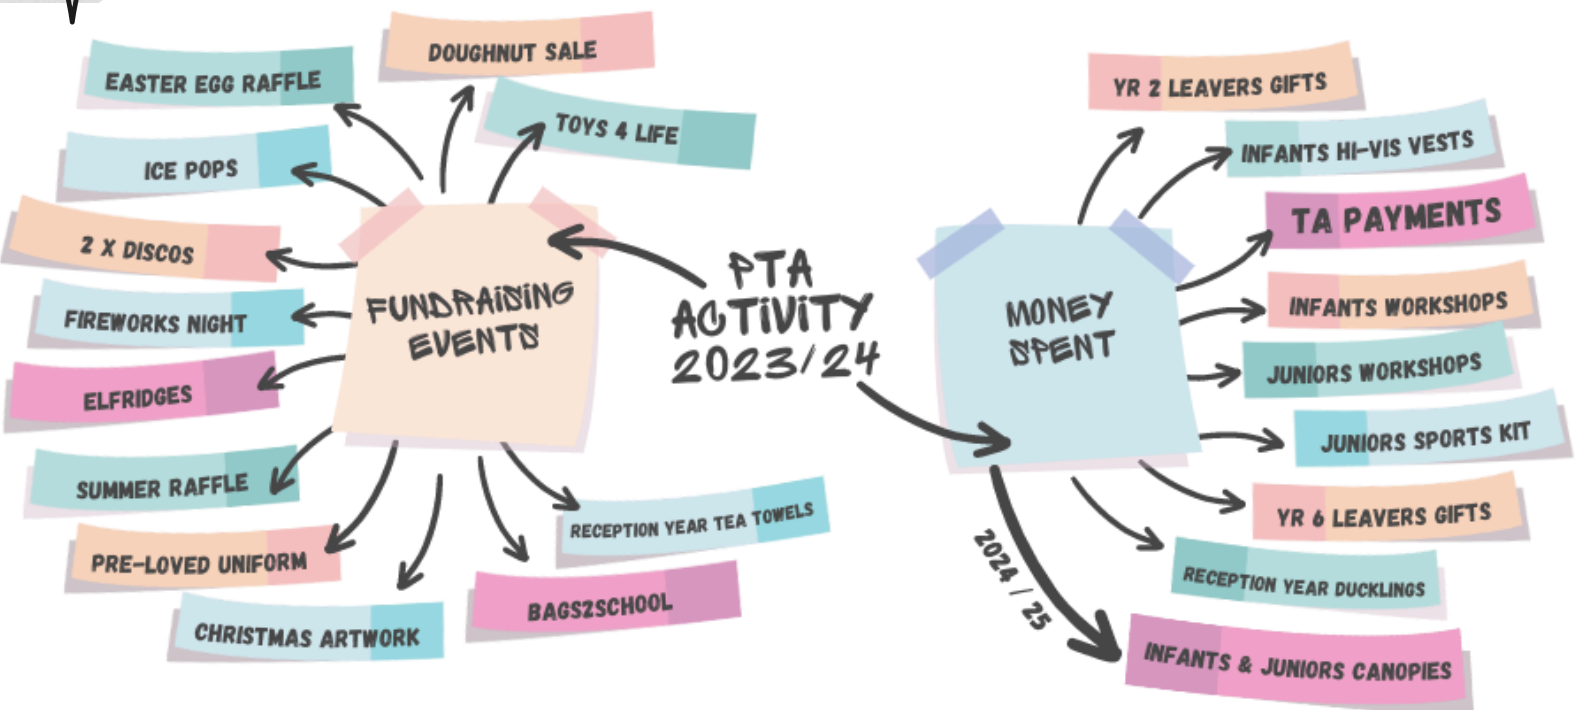 DOUGHNUT SALE
EASTER EGG RAFFLE
TOYS 4 LIFE
ICE POPS
2 X DISCOS
FIREWORKS NIGHT
ELFRIDGES
SUMMER RAFFLE
PRE-LOVED UNIFORM
CHRISTMAS ARTWORK
BAGS2SCHOOL
RECEPTION YEAR TEA TOWELS
FUNDRAISING
EVENTS
PTA
ACTIVITY
2023/24
MONEY
SPENT
YR 2 LEAVERS GIFTS
INFANTS HI-VIS VESTS
TA PAYMENTS
INFANTS WORKSHOPS
JUNIORS WORKSHOPS
JUNIORS SPORTS KIT
YR 6 LEAVERS GIFTS
RECEPTION YEAR DUCKLINGS
2024 / 25
INFANTS & JUNIORS CANOPIES